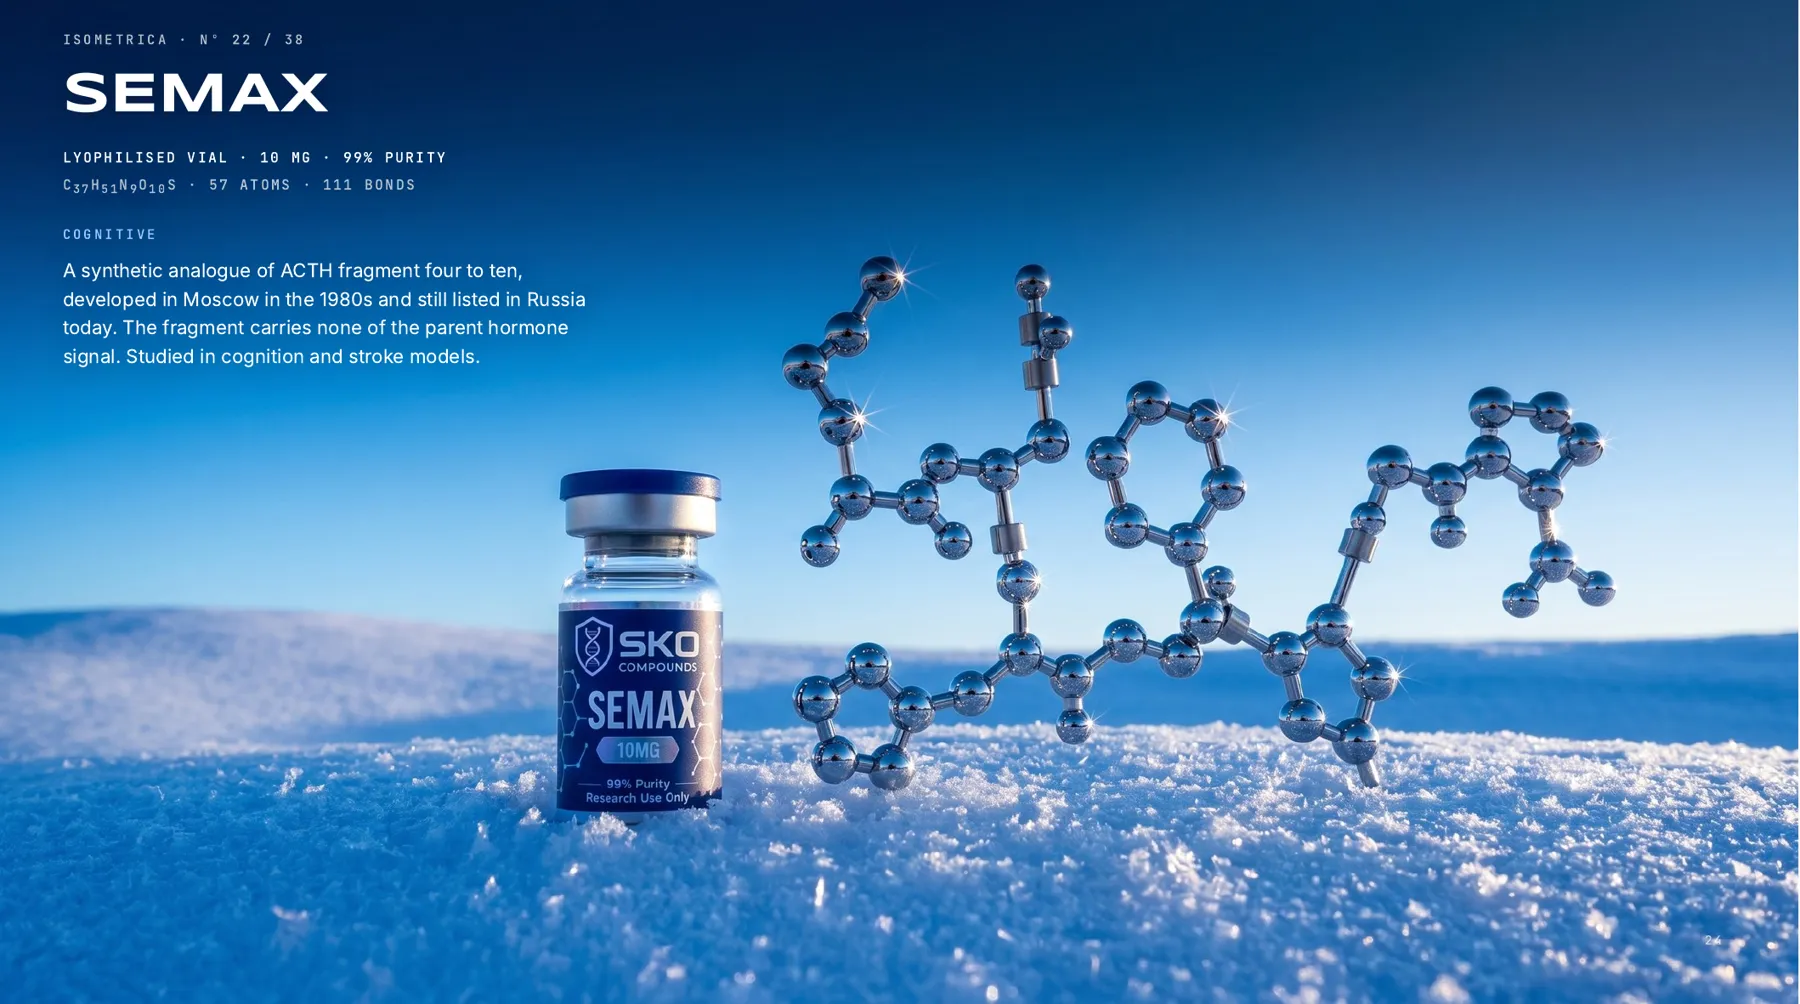 ISOMETRICA · N° 22 / 38
SEMAX
LYOPHILISED VIAL · 10 MG · 99% PURITY
C₃₇H₅₁N₉O₁₀S · 57 ATOMS · 111 BONDS
COGNITIVE
A synthetic analogue of ACTH fragment four to ten,
developed in Moscow in the 1980s and still listed in Russia
today. The fragment carries none of the parent hormone
signal. Studied in cognition and stroke models.
SKO
COMPOUNDS
SEMAX
10MG
99% Purity
Research Use Only
24